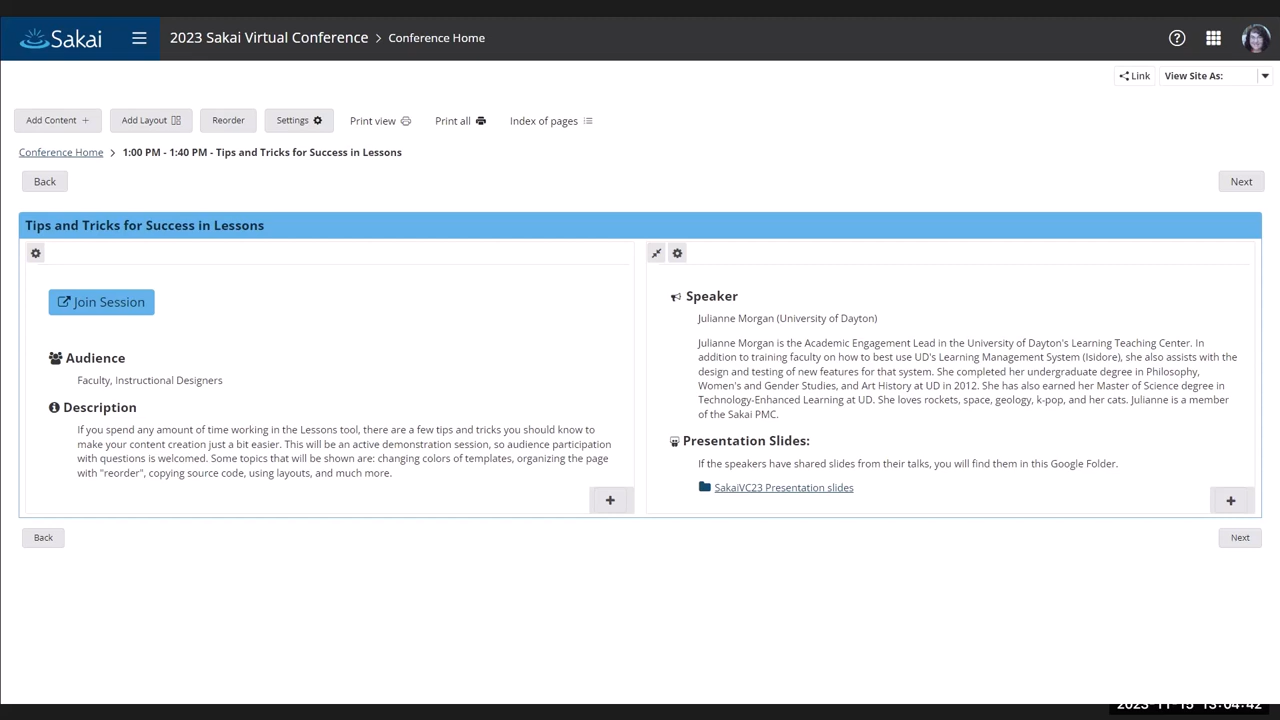 Sakai
2023 Sakai Virtual Conference > Conference Home
Link
View Site As:
Add Content +
Add Layout
Reorder
Settings
Print view
Print all
Index of pages
Conference Home > 1:00 PM - 1:40 PM - Tips and Tricks for Success in Lessons
Back
Next
Tips and Tricks for Success in Lessons
Join Session
Audience
Faculty, Instructional Designers
Description
If you spend any amount of time working in the Lessons tool, there are a few tips and tricks you should know to
make your content creation just a bit easier. This will be an active demonstration session, so audience participation
with questions is welcomed. Some topics that will be shown are: changing colors of templates, organizing the page
with "reorder", copying source code, using layouts, and much more.
Speaker
Julianne Morgan (University of Dayton)
Julianne Morgan is the Academic Engagement Lead in the University of Dayton's Learning Teaching Center. In
addition to training faculty on how to best use UD's Learning Management System (Isidore), she also assists with the
design and testing of new features for that system. She completed her undergraduate degree in Philosophy,
Women's and Gender Studies, and Art History at UD in 2012. She has also earned her Master of Science degree in
Technology-Enhanced Learning at UD. She loves rockets, space, geology, k-pop, and her cats. Julianne is a member
of the Sakai PMC.
Presentation Slides:
If the speakers have shared slides from their talks, you will find them in this Google Folder.
SakaiVC23 Presentation slides
Back
Next
2023-11-15 13:04:42